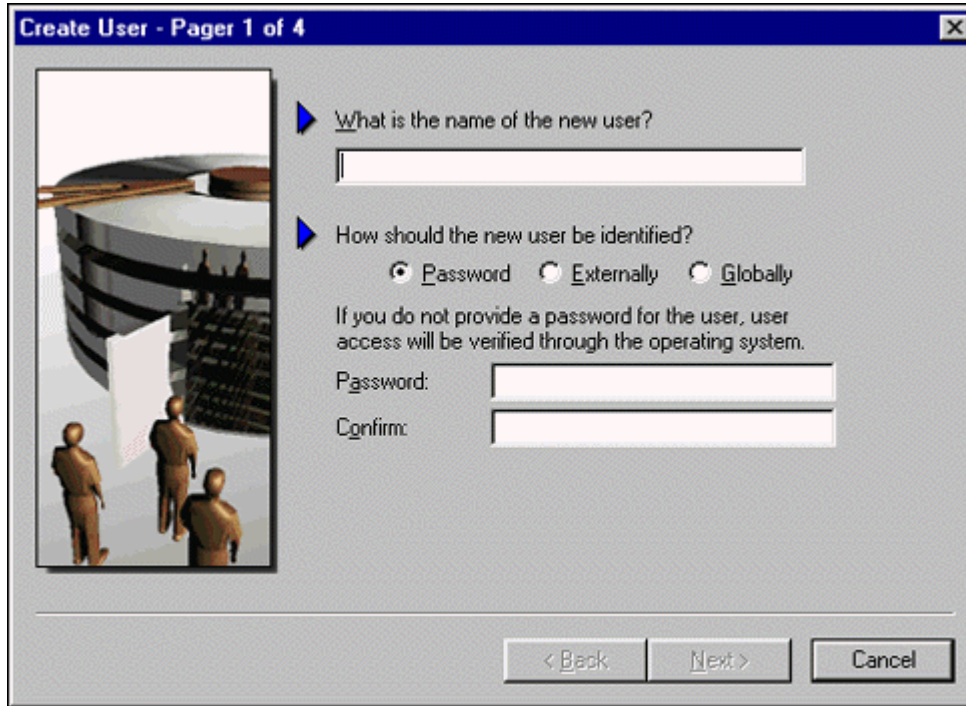 Create User - Pager 1 of 4
What is the name of the new user?
How should the new user be identified?
Password Externally Globally
If you do not provide a password for the user, user
access will be verified through the operating system.
Password:
Confirm:
< Back Next > Cancel